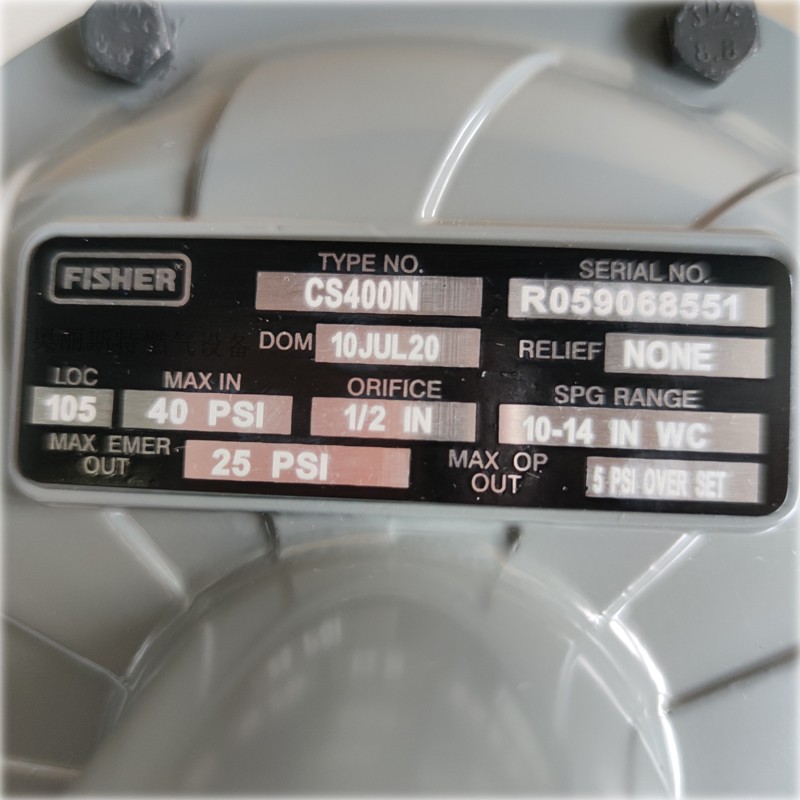 8.8
FISHER
TYPE NO.
CS400IN
SERIAL NO.
R059068551
DOM 10JUL20
RELIEF NONE
LOC
105
MAX IN
40 PSI
ORIFICE
1/2 IN
SPG RANGE
10-14 IN WC
MAX EMER OUT
25 PSI
MAX OP OUT
5 PSI OVER SET